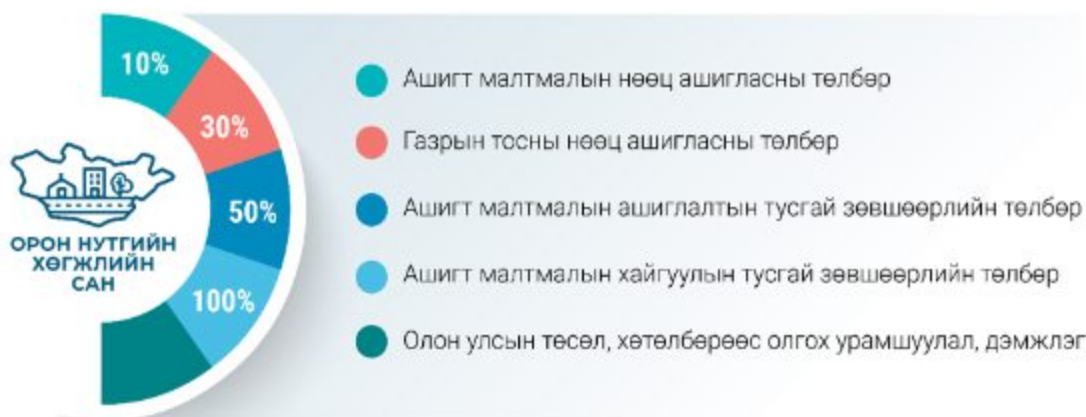 10%
30%
50%
100%
ОРОН НУТГИЙН
ХӨГЖЛИЙН
САН
Ашигт малтмалын нөөц ашигласны төлбөр
Газрын тосны нөөц ашигласны төлбөр
Ашигт малтмалын ашиглалтын тусгай зөвшөөрлийн төлбөр
Ашигт малтмалын хайгуулын тусгай зөвшөөрлийн төлбөр
Олон улсын төсөл, хөтөлбөрөөс олгох урамшуулал, дэмжлэг